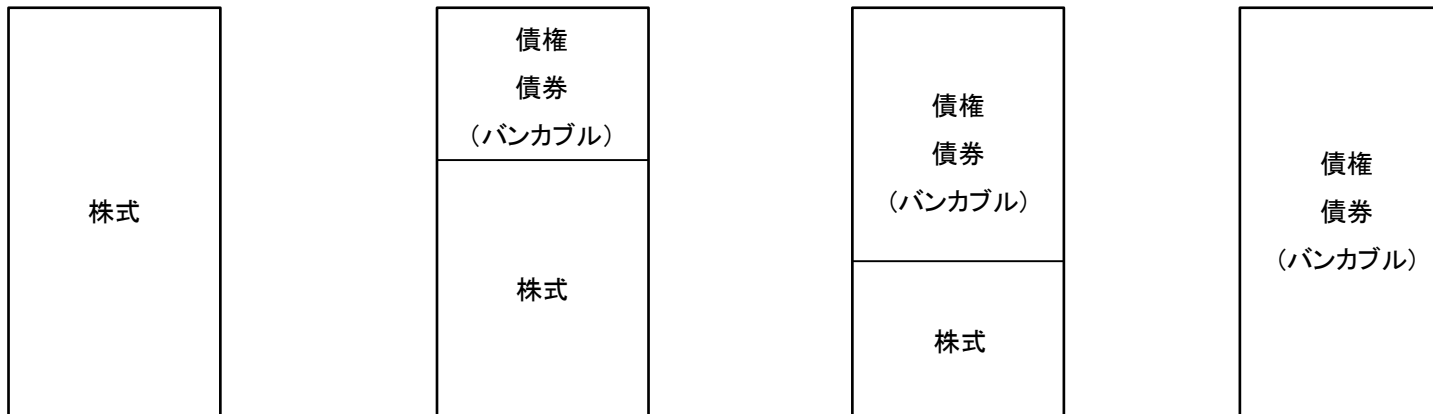 株式
債権
債券
（バンカブル）
株式
債権
債券
（バンカブル）
株式
債権
債券
（バンカブル）